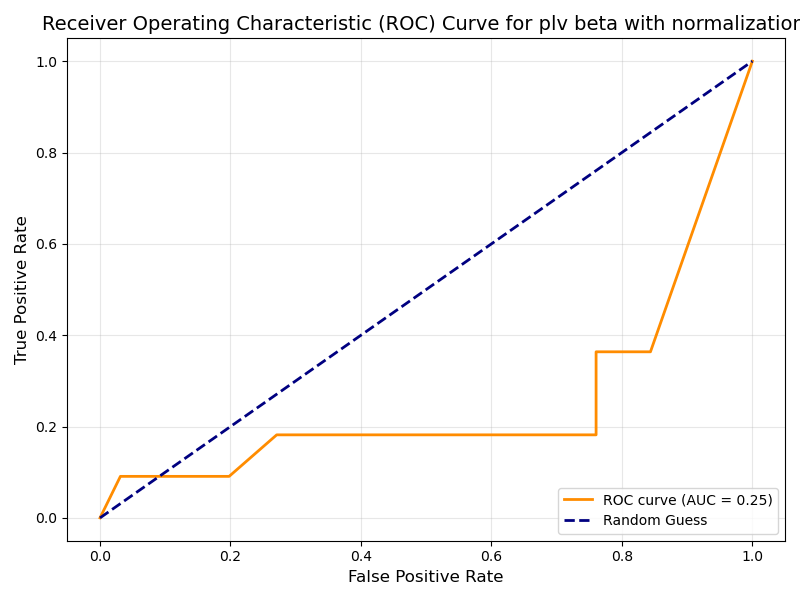 Receiver Operating Characteristic (ROC) Curve for plv beta with normalization
1.0
0.8
0.6
0.4
0.2
0.0
True Positive Rate
0.0 0.2 0.4 0.6 0.8 1.0
False Positive Rate
ROC curve (AUC = 0.25)
Random Guess